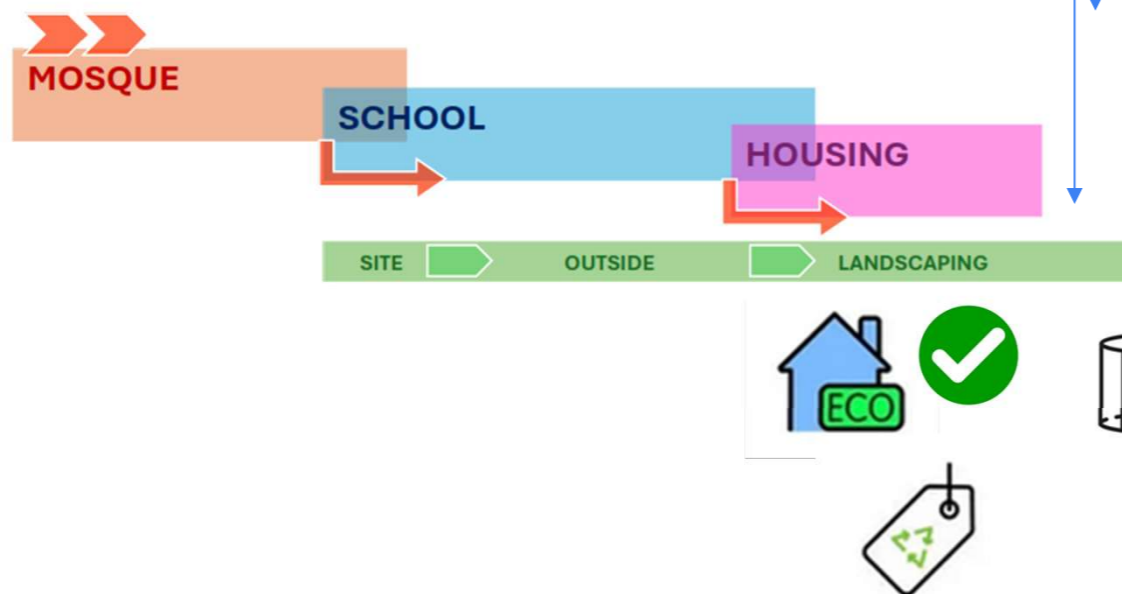 MOSQUE
SCHOOL
HOUSING
SITE OUTSIDE LANDSCAPING
ECO